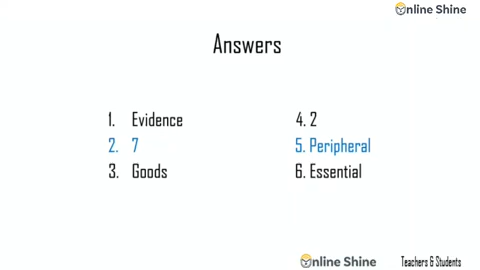 Online Shine
Answers
1. Evidence
2. 7
3. Goods
4. 2
5. Peripheral
6. Essential
Online Shine
Teachers & Students